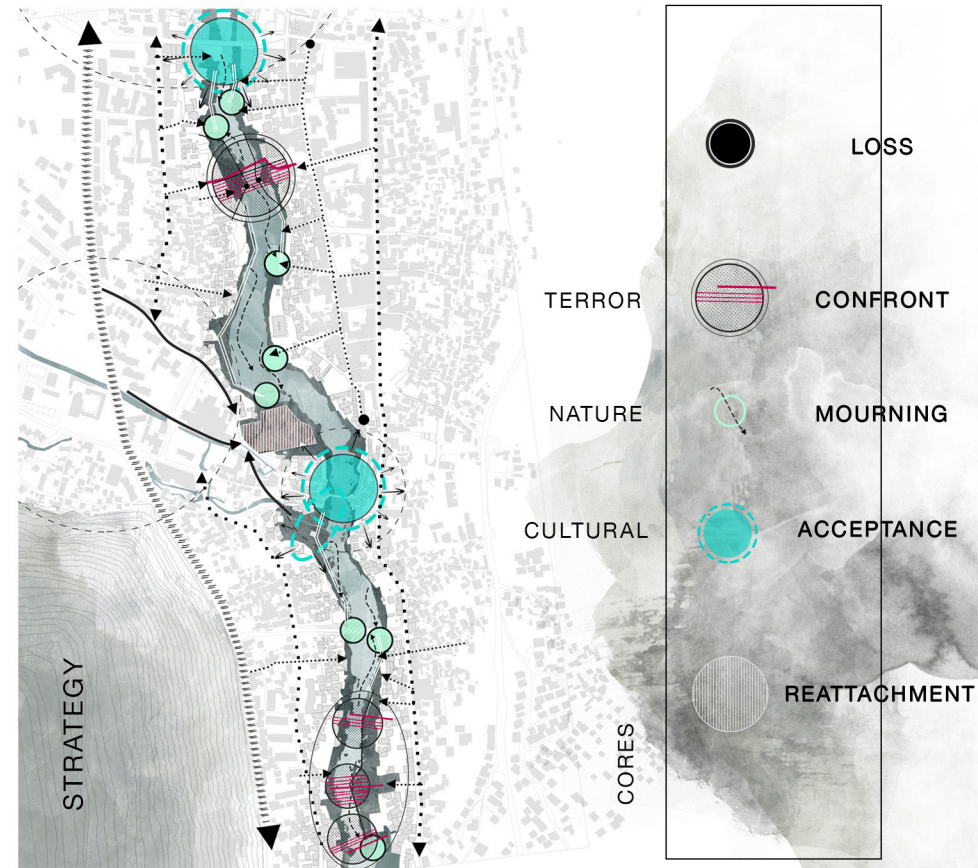 STRATEGY
CORES
LOSS
TERROR
CONFRONT
NATURE
MOURNING
CULTURAL
ACCEPTANCE
REATTACHMENT